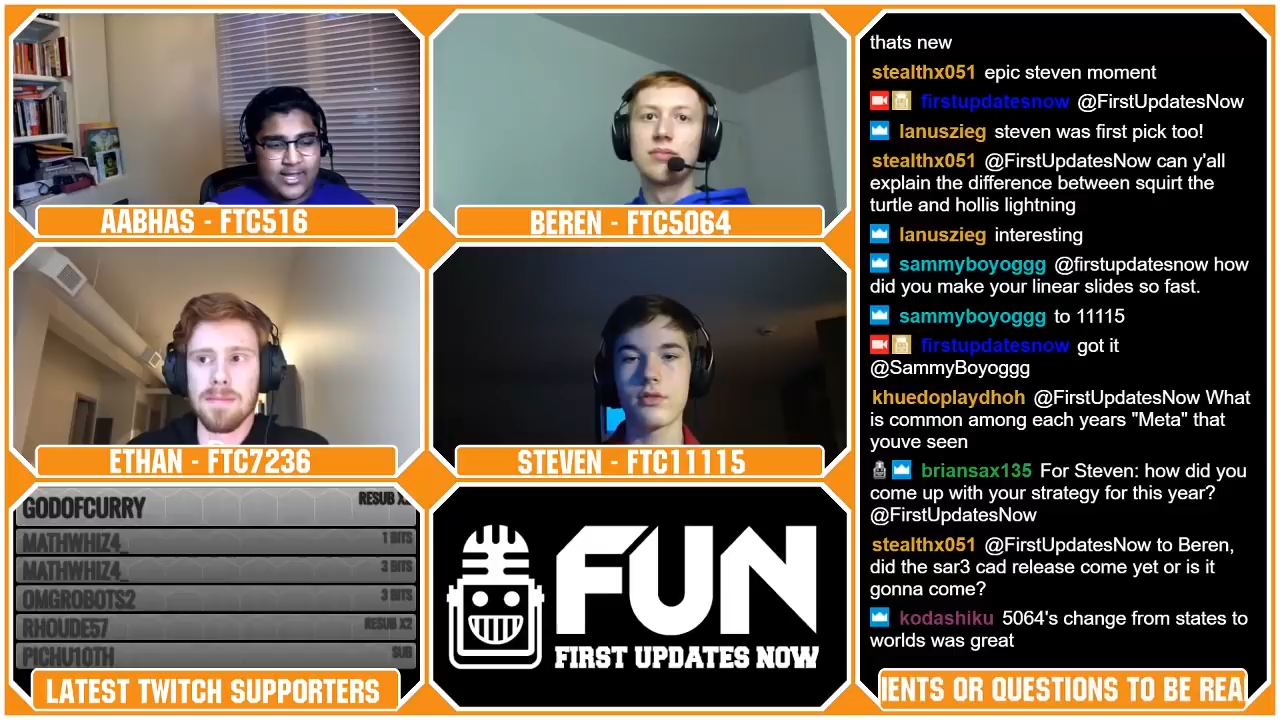 AABHAS - FTC516
BEREN - FTC5064
ETHAN - FTC7236
STEVEN - FTC11115
GODOFCURRY
RESUB
MATHWHIZ4_
1 BITS
MATHWHIZ4_
3 BITS
OMGROBOTS2
3 BITS
RHOUDE57
RESUB X2
PICHU10TH
SUB
LATEST TWITCH SUPPORTERS
FUN
FIRST UPDATES NOW
thats new
stealthx051 epic steven moment
firstupdatesnow @FirstUpdatesNow
lanuszieg steven was first pick too!
stealthx051 @FirstUpdatesNow can y'all
explain the difference between squirt the
turtle and hollis lightning
lanuszieg interesting
sammyboyoggg @firstupdatesnow how
did you make your linear slides so fast.
sammyboyoggg to 11115
firstupdatesnow got it
@SammyBoyoggg
khuedoplaydhoh @FirstUpdatesNow What
is common among each years "Meta" that
youve seen
briansax135 For Steven: how did you
come up with your strategy for this year?
@FirstUpdatesNow
stealthx051 @FirstUpdatesNow to Beren,
did the sar3 cad release come yet or is it
gonna come?
kodashiku 5064's change from states to
worlds was great
OR QUESTIONS TO BE